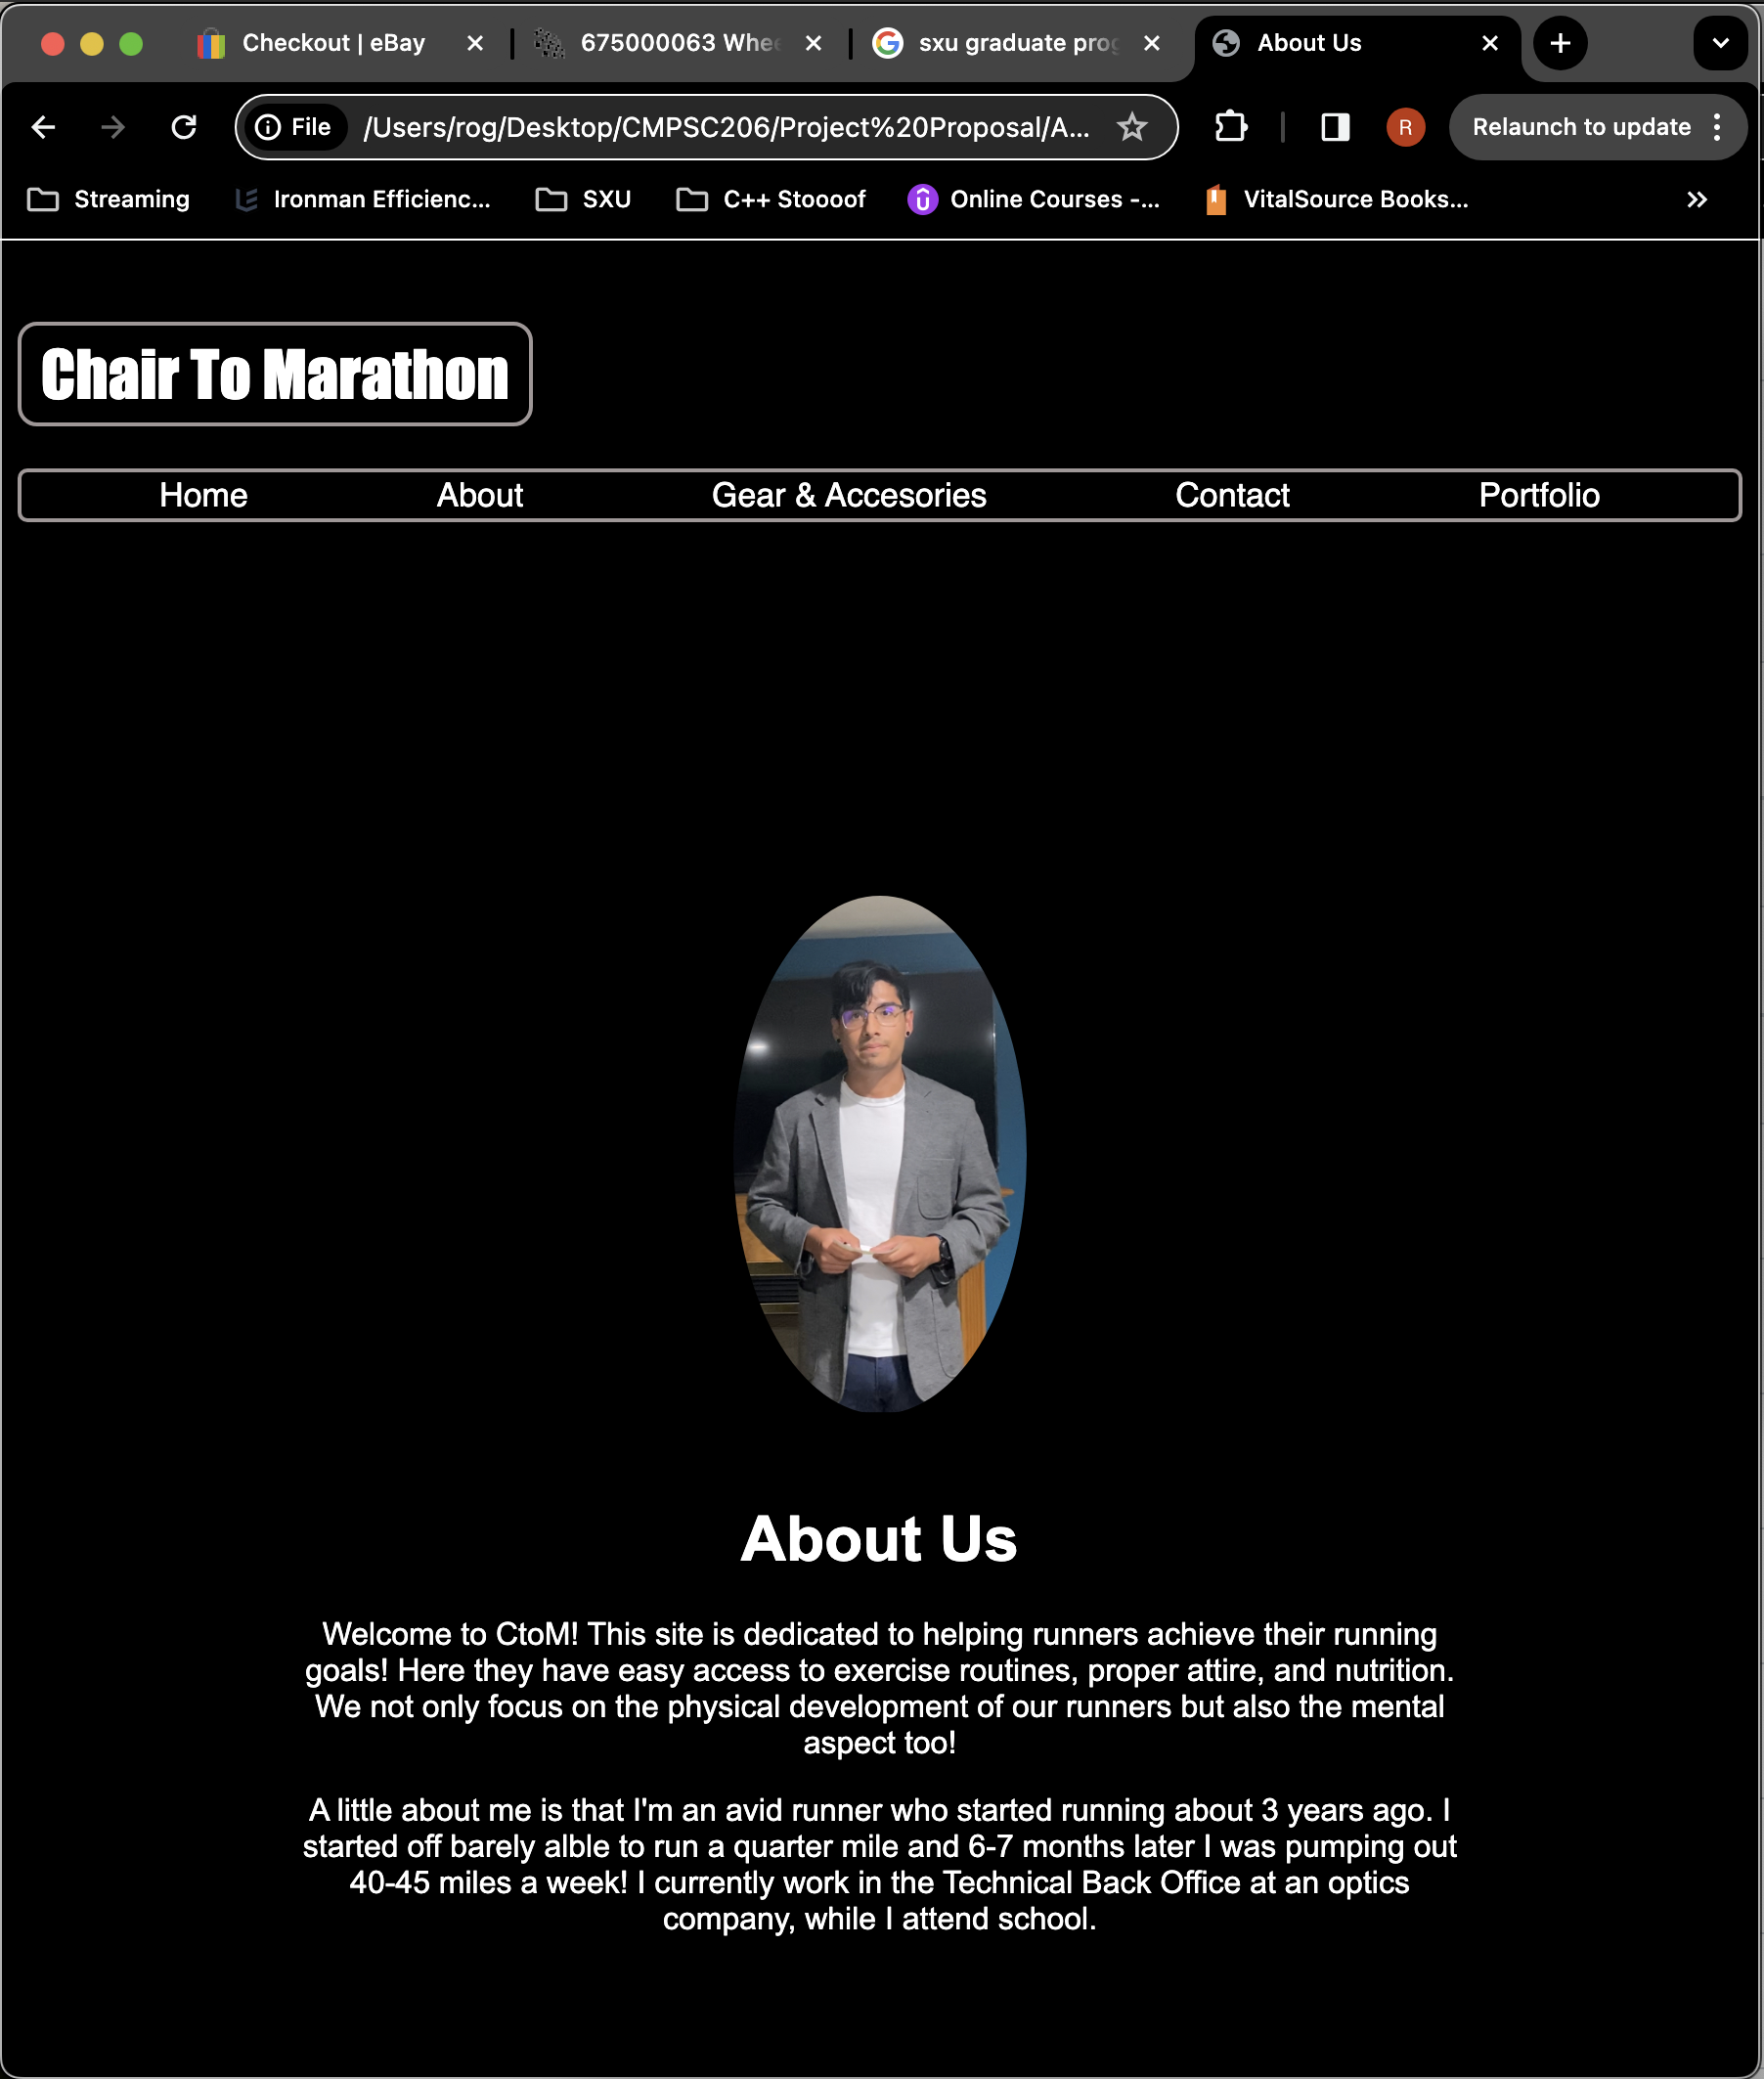 Checkout | eBay
675000063 Whee
sxu graduate prog
About Us
File
/Users/rog/Desktop/CMPSC206/Project%20Proposal/A...
R
Relaunch to update
Streaming
Ironman Efficienc...
SXU
C++ Stoooof
Online Courses -...
VitalSource Books...
Chair To Marathon
Home
About
Gear & Accesories
Contact
Portfolio
About Us
Welcome to CtoM! This site is dedicated to helping runners achieve their running
goals! Here they have easy access to exercise routines, proper attire, and nutrition.
We not only focus on the physical development of our runners but also the mental
aspect too!
A little about me is that I'm an avid runner who started running about 3 years ago. I
started off barely alble to run a quarter mile and 6-7 months later I was pumping out
40-45 miles a week! I currently work in the Technical Back Office at an optics
company, while I attend school.